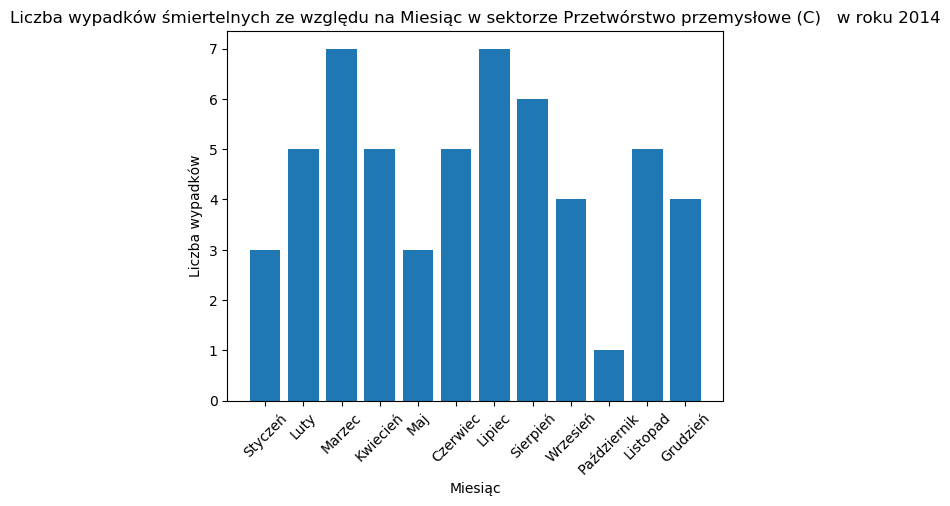 Liczba wypadków śmiertelnych ze względu na Miesiąc w sektorze Przetwórstwo przemysłowe (C)   w roku 2014
7
6
5
4
3
2
1
0
Liczba wypadków
Styczeń
Luty
Marzec
Kwiecień
Maj
Czerwiec
Lipiec
Sierpień
Wrzesień
Październik
Listopad
Grudzień
Miesiąc